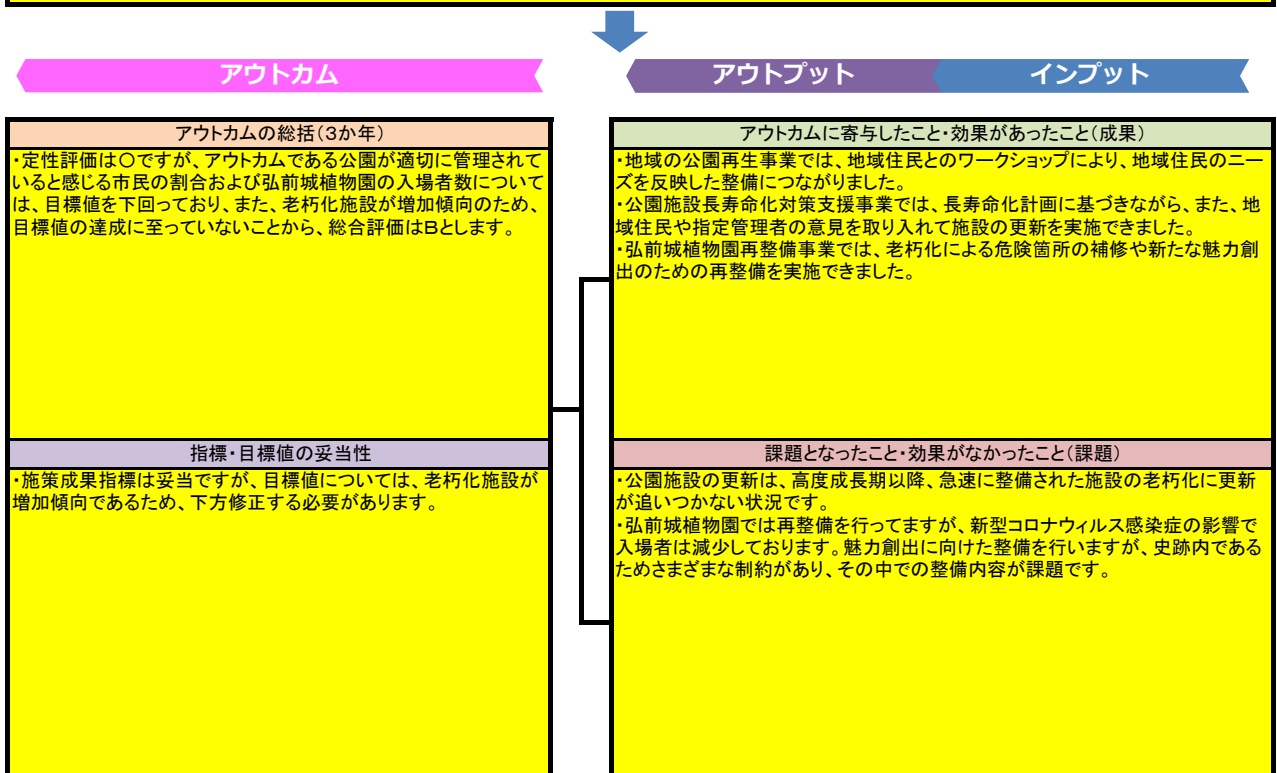 アウトカム
アウトプット
インプット
アウトカムの総括(3か年)
・定性評価は〇ですが、アウトカムである公園が適切に管理されて
いると感じる市民の割合および弘前城植物園の入場者数について
は、目標値を下回っており、また、老朽化施設が増加傾向のため、
目標値の達成に至っていないことから、総合評価はBとします。
アウトカムに寄与したこと・効果があったこと(成果)
・地域の公園再生事業では、地域住民とのワークショップにより、地域住民のニー
ズを反映した整備につながりました。
・公園施設長寿命化対策支援事業では、長寿命化計画に基づきながら、また、地
域住民や指定管理者の意見を取り入れて施設の更新を実施できました。
・弘前城植物園再整備事業では、老朽化による危険箇所の補修や新たな魅力創
出のための再整備を実施できました。
指標・目標値の妥当性
・施策成果指標は妥当ですが、目標値については、老朽化施設が
増加傾向であるため、下方修正する必要があります。
課題となったこと・効果がなかったこと(課題)
・公園施設の更新は、高度成長期以降、急速に整備された施設の老朽化に更新
が追いつかない状況です。
・弘前城植物園では再整備を行ってますが、新型コロナウィルス感染症の影響で
入場者は減少しております。魅力創出に向けた整備を行いますが、史跡内である
ためさまざまな制約があり、その中での整備内容が課題です。